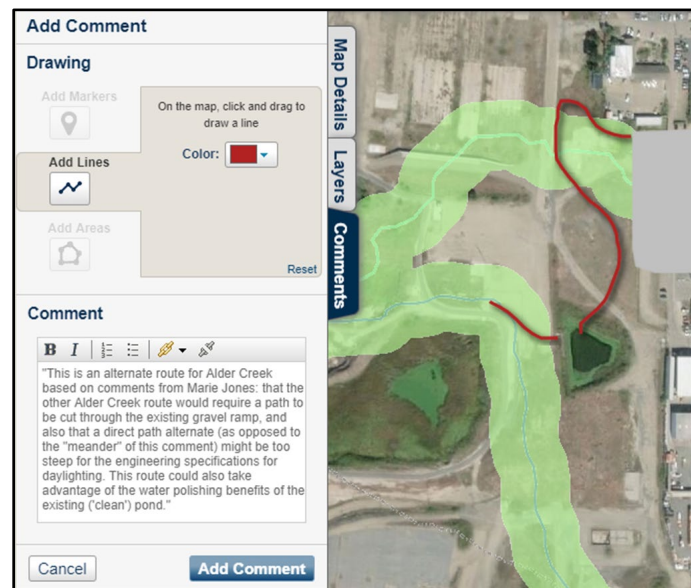 Add Comment
Drawing
Add Markers
On the map, click and drag to
draw a line
Color:
Add Lines
Add Areas
Reset
Comment
B I
"This is an alternate route for Alder Creek
based on comments from Marie Jones: that the
other Alder Creek route would require a path to
be cut through the existing gravel ramp, and
also that a direct path alternate (as opposed to
the "meander" of this comment) might be too
steep for the engineering specifications for
daylighting. This route could also take
advantage of the water polishing benefits of the
existing ('clean') pond."
Cancel
Add Comment
Map Details
Layers
Comments